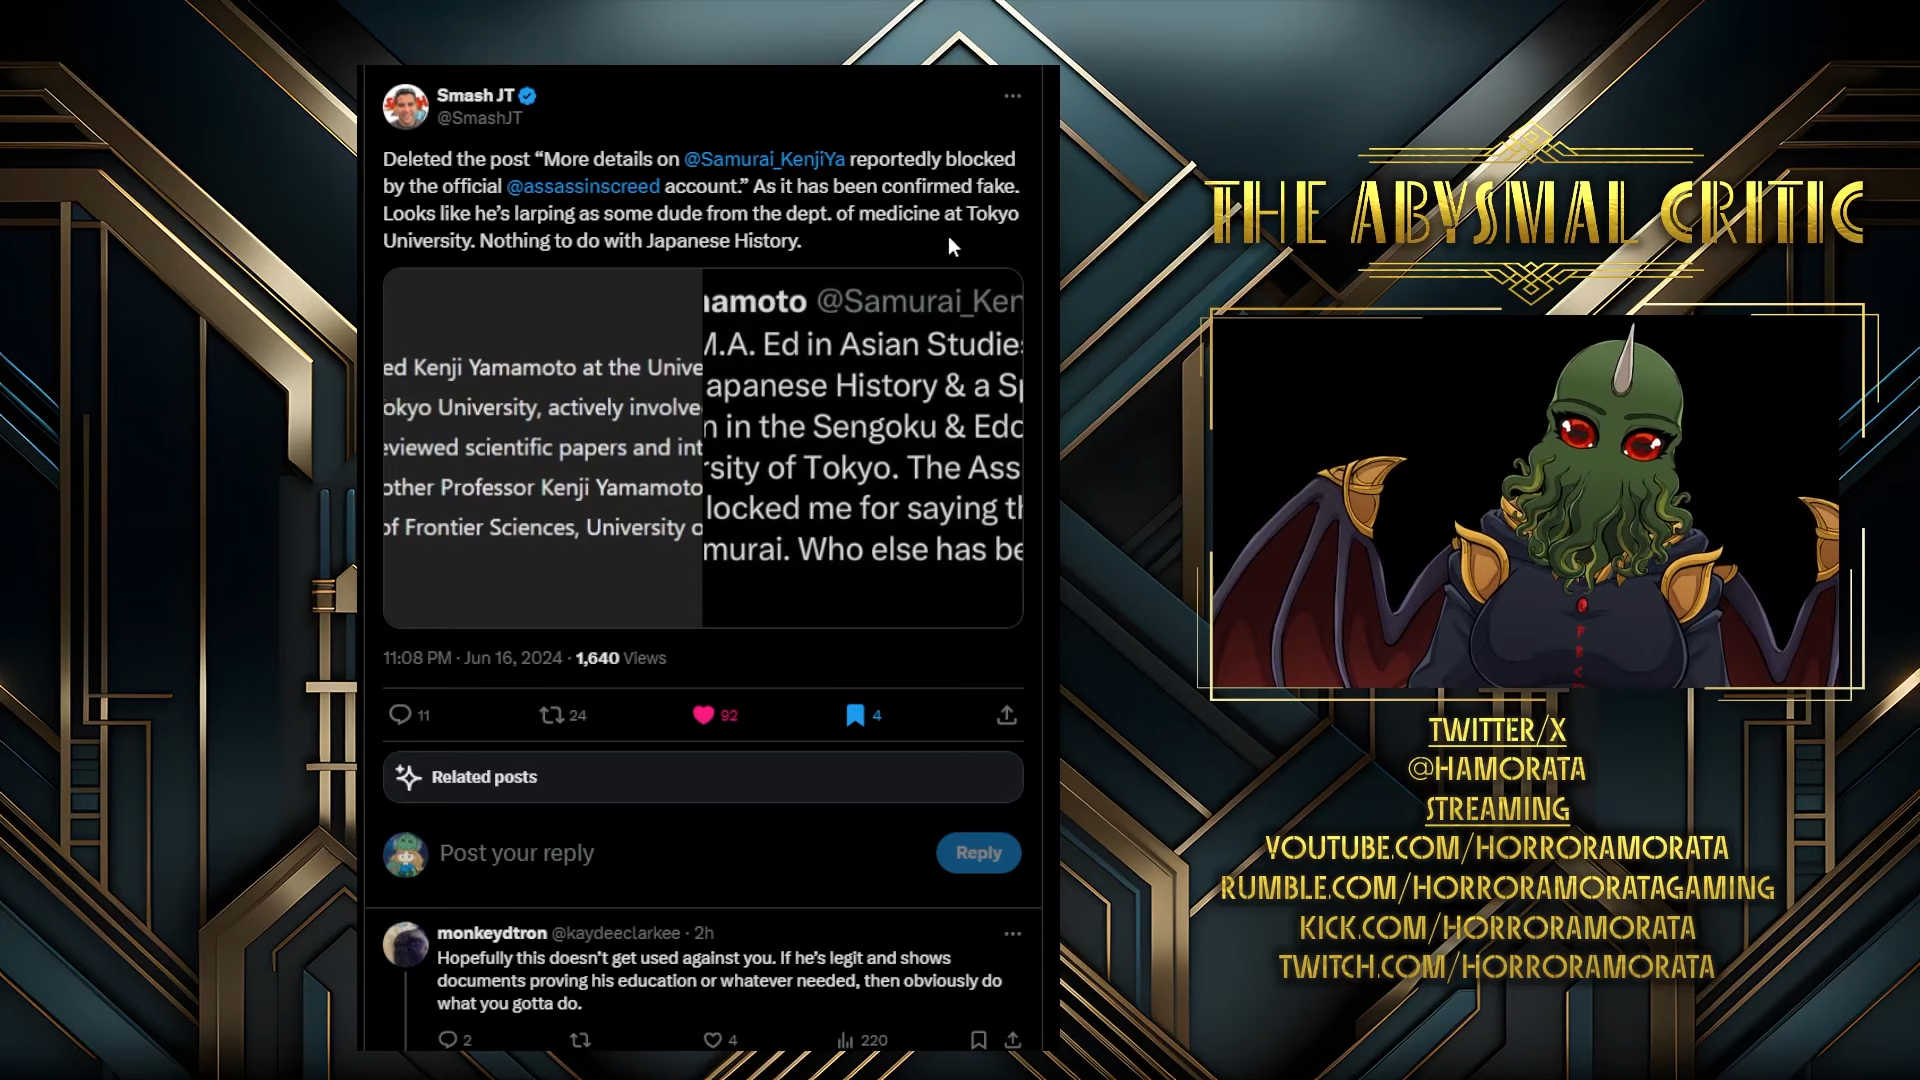 Smash JT
@SmashJT
Deleted the post “More details on @Samurai_KenjiYa reportedly blocked
by the official @assassinscreed account.” As it has been confirmed fake.
Looks like he’s larping as some dude from the dept. of medicine at Tokyo
University. Nothing to do with Japanese History.
ed Kenji Yamamoto at the Unive
okyo University, actively involve
eviewed scientific papers and int
other Professor Kenji Yamamoto
of Frontier Sciences, University o
amoto @Samurai_Ken
M.A. Ed in Asian Studies
apanese History & a Sp
n in the Sengoku & Edo
rsity of Tokyo. The Ass
locked me for saying th
murai. Who else has be
11:08 PM · Jun 16, 2024 · 1,640 Views
11 24 92 4
Related posts
Post your reply
Reply
monkeydtron @kaydeeclarkee · 2h
Hopefully this doesn’t get used against you. If he’s legit and shows
documents proving his education or whatever needed, then obviously do
what you gotta do.
2 4 220
THE ABYSMAL CRITIC
TWITTER/X
@HAMORATA
STREAMING
YOUTUBE.COM/HORRORAMORATA
RUMBLE.COM/HORRORAMORATAGAMING
KICK.COM/HORRORAMORATA
TWITCH.COM/HORRORAMORATA